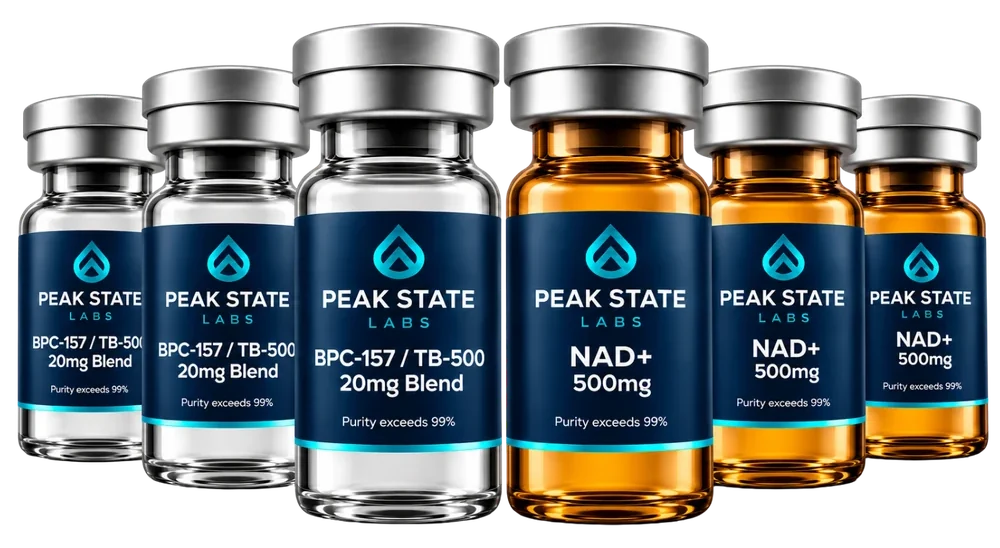 PEAK STATE
LABS
BPC-157 / TB-500
20mg Blend
Purity exceeds 99%
PEAK STATE
LABS
BPC-157 / TB-500
20mg Blend
Purity exceeds 99%
PEAK STATE
LABS
BPC-157 / TB-500
20mg Blend
Purity exceeds 99%
PEAK STATE
LABS
NAD+
500mg
Purity exceeds 99%
PEAK STATE
LABS
NAD+
500mg
Purity exceeds 99%
PEAK STATE
LABS
NAD+
500mg
Purity exceeds 99%